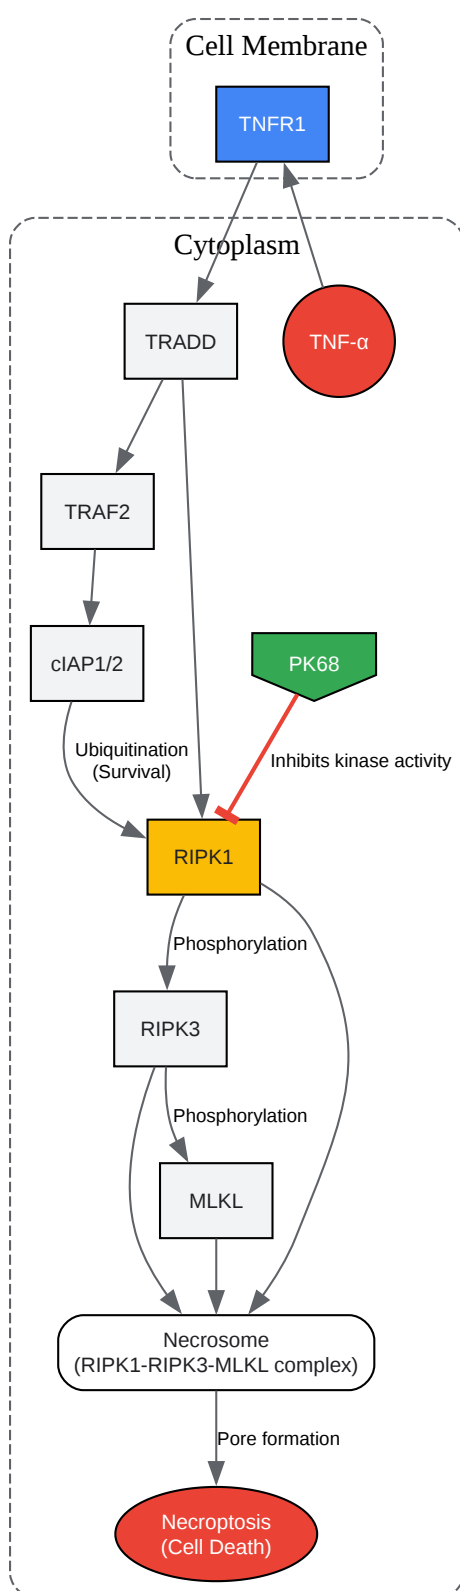 Cell Membrane
TNFR1
Cytoplasm
TRADD
TNF-α
TRAF2
cIAP1/2
PK68
Ubiquitination
(Survival)
Inhibits kinase activity
RIPK1
Phosphorylation
RIPK3
Phosphorylation
MLKL
Necrosome
(RIPK1-RIPK3-MLKL complex)
Pore formation
Necroptosis
(Cell Death)